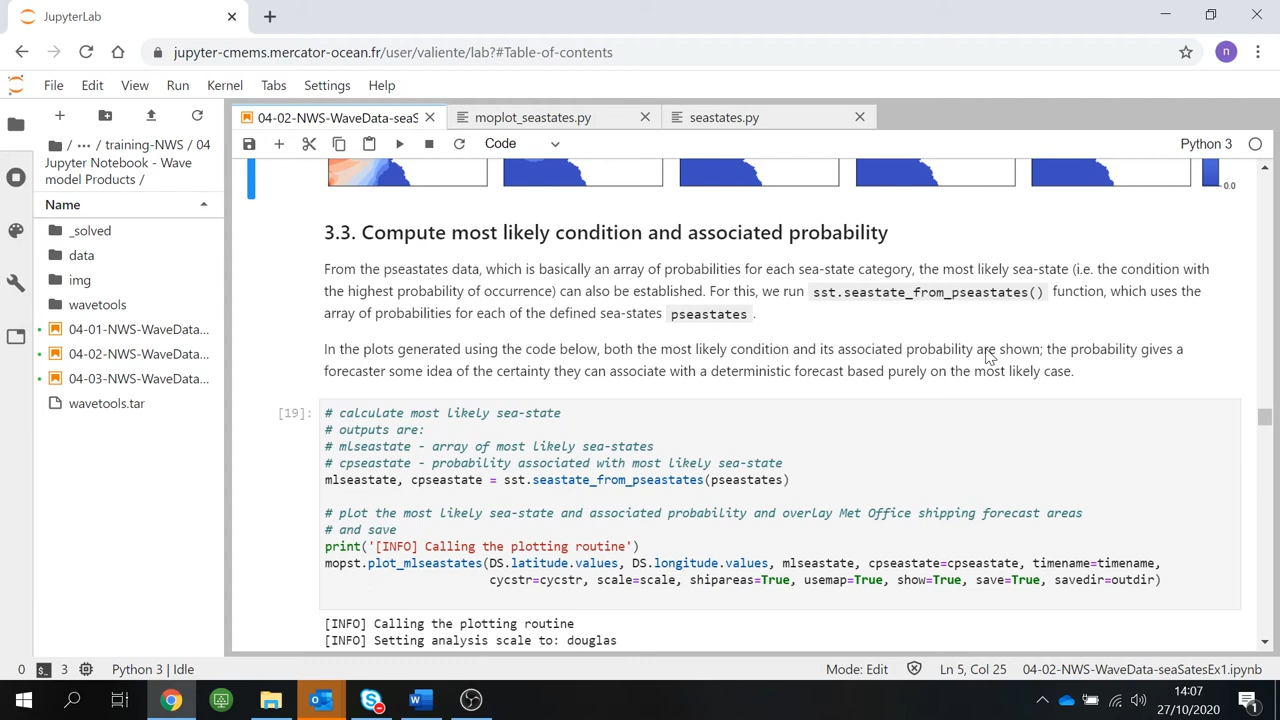 JupyterLab
jupyter-cmems.mercator-ocean.fr/user/valiente/lab?#Table-of-contents
n
File Edit View Run Kernel Tabs Settings Help
04-02-NWS-WaveData-seaS
moplot_seastates.py
seastates.py
/ ··· / training-NWS / 04
Jupyter Notebook - Wave
model Products /
Code
Python 3
Name
_solved
data
img
wavetools
04-01-NWS-WaveData...
04-02-NWS-WaveData...
04-03-NWS-WaveData...
wavetools.tar
0.0
3.3. Compute most likely condition and associated probability
From the pseastates data, which is basically an array of probabilities for each sea-state category, the most likely sea-state (i.e. the condition with
the highest probability of occurrence) can also be established. For this, we run sst.seastate_from_pseastates() function, which uses the
array of probabilities for each of the defined sea-states pseastates .
In the plots generated using the code below, both the most likely condition and its associated probability are shown; the probability gives a
forecaster some idea of the certainty they can associate with a deterministic forecast based purely on the most likely case.
[19]:
# calculate most likely sea-state
# outputs are:
# mlseastate - array of most likely sea-states
# cpseastate - probability associated with most likely sea-state
mlseastate, cpseastate = sst.seastate_from_pseastates(pseastates)
# plot the most likely sea-state and associated probability and overlay Met Office shipping forecast areas
# and save
print('[INFO] Calling the plotting routine')
mopst.plot_mlseastates(DS.latitude.values, DS.longitude.values, mlseastate, cpseastate=cpseastate, timename=timename,
cycstr=cycstr, scale=scale, shipareas=True, usemap=True, show=True, save=True, savedir=outdir)
[INFO] Calling the plotting routine
[INFO] Setting analysis scale to: douglas
0 3 Python 3 | Idle
Mode: Edit
Ln 5, Col 25
04-02-NWS-WaveData-seaSatesEx1.ipynb
14:07
27/10/2020
1